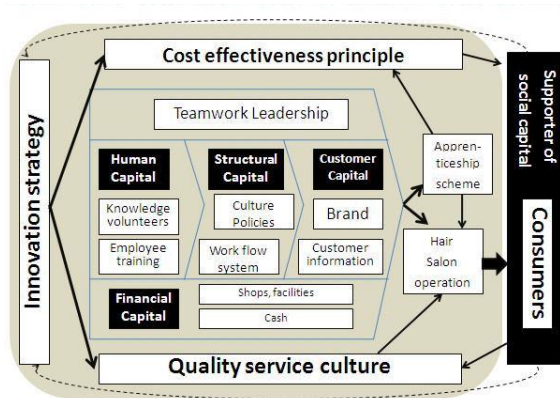 Cost effectiveness principle
Innovation strategy
Teamwork Leadership
Human
Capital
Structural
Capital
Customer
Capital
Knowledge
volunteers
Culture
Policies
Brand
Employee
training
Work flow
system
Customer
information
Financial
Capital
Shops, facilities
Cash
Appren-
ticeship
scheme
Hair
Salon
operation
Supporter of
social capital
Consumers
Quality service culture